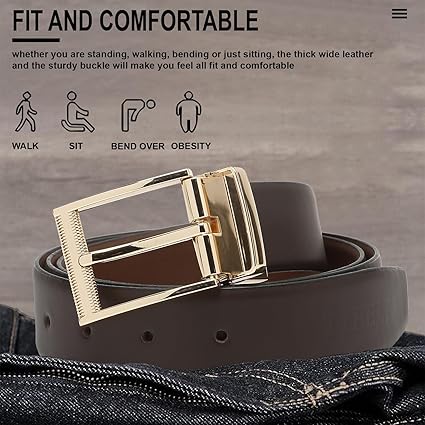 FIT AND COMFORTABLE
whether you are standing, walking, bending or just sitting, the thick wide leather
and the sturdy buckle will make you feel all fit and comfortable
WALK SIT BEND OVER OBESITY